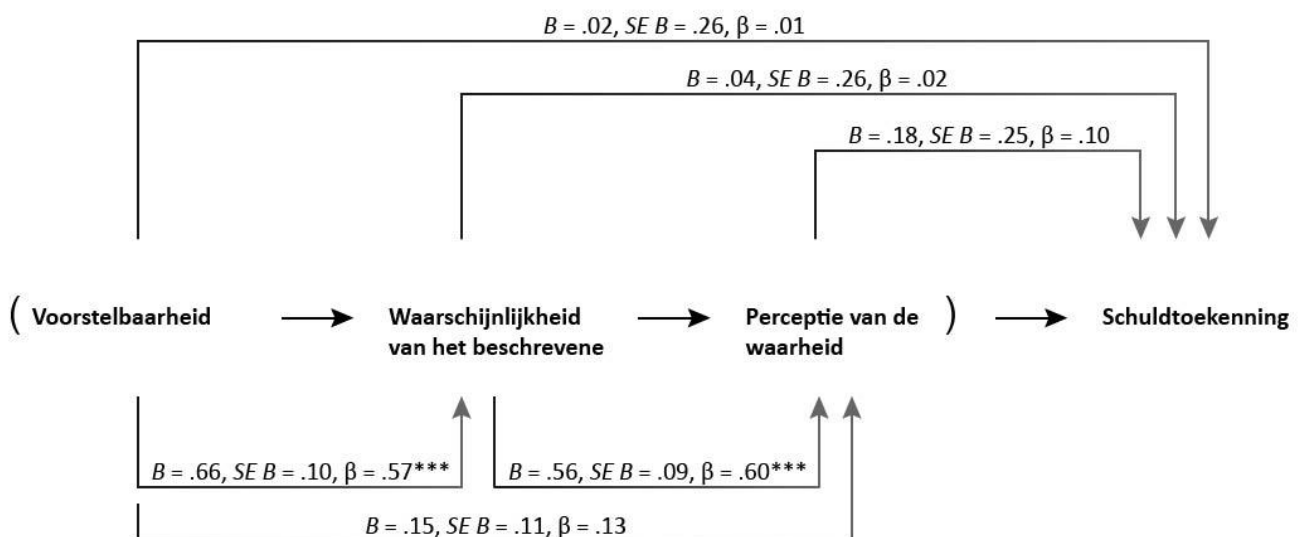 B = .02, SE B = .26, β = .01
B = .04, SE B = .26, β = .02
B = .18, SE B = .25, β = .10
( Voorstelbaarheid
Waarschijnlijkheid
van het beschrevene
Perceptie van de )
waarheid
Schuldtoekenning
B = .66, SE B = .10, β = .57***
B = .56, SE B = .09, β = .60***
B = .15, SE B = .11, β = .13